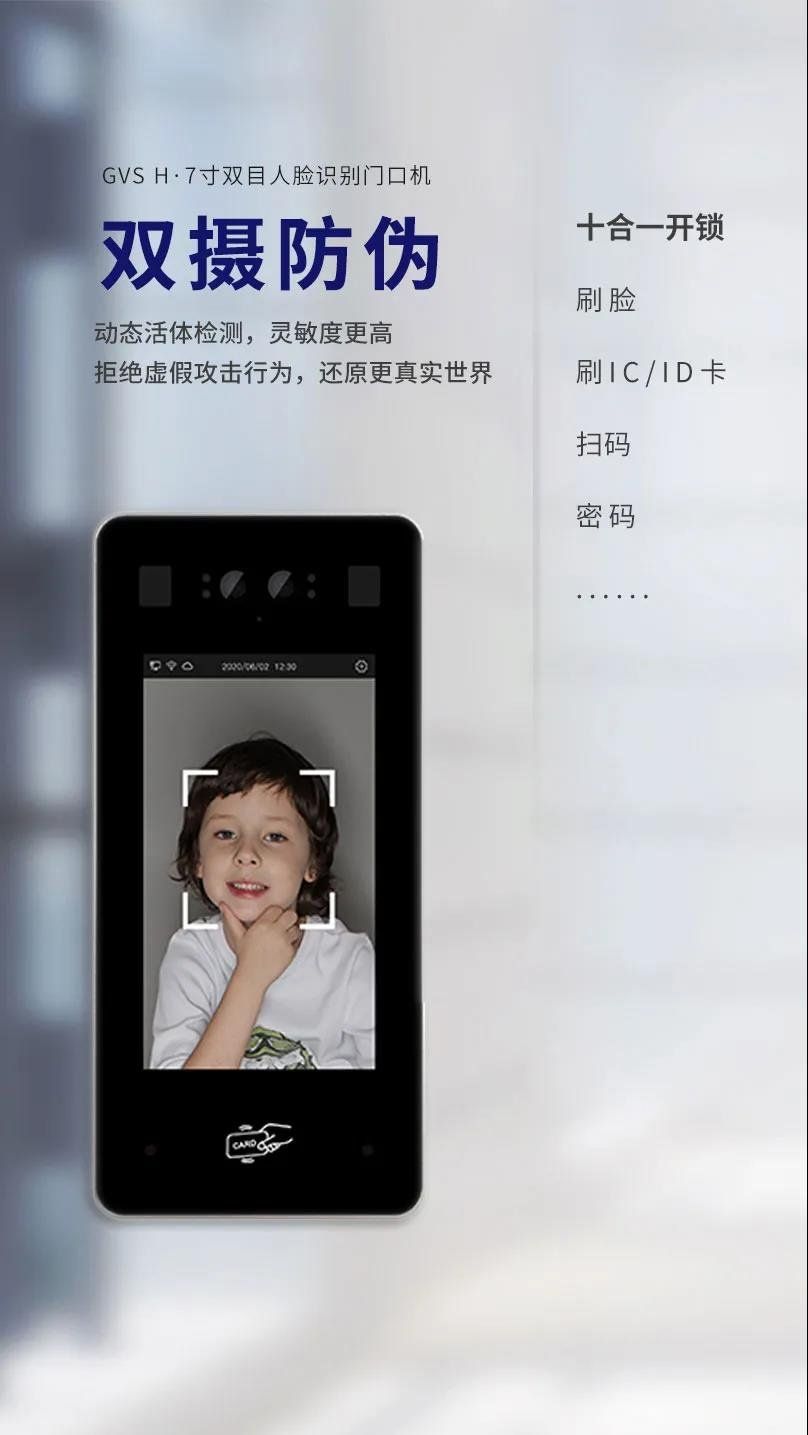 GVS H·7寸双目人脸识别门口机
双摄防伪
动态活体检测，灵敏度更高
拒绝虚假攻击行为，还原更真实世界
十合一开锁
刷脸
刷IC/ID卡
扫码
密码
······
2020/06/02 12:30
CARD